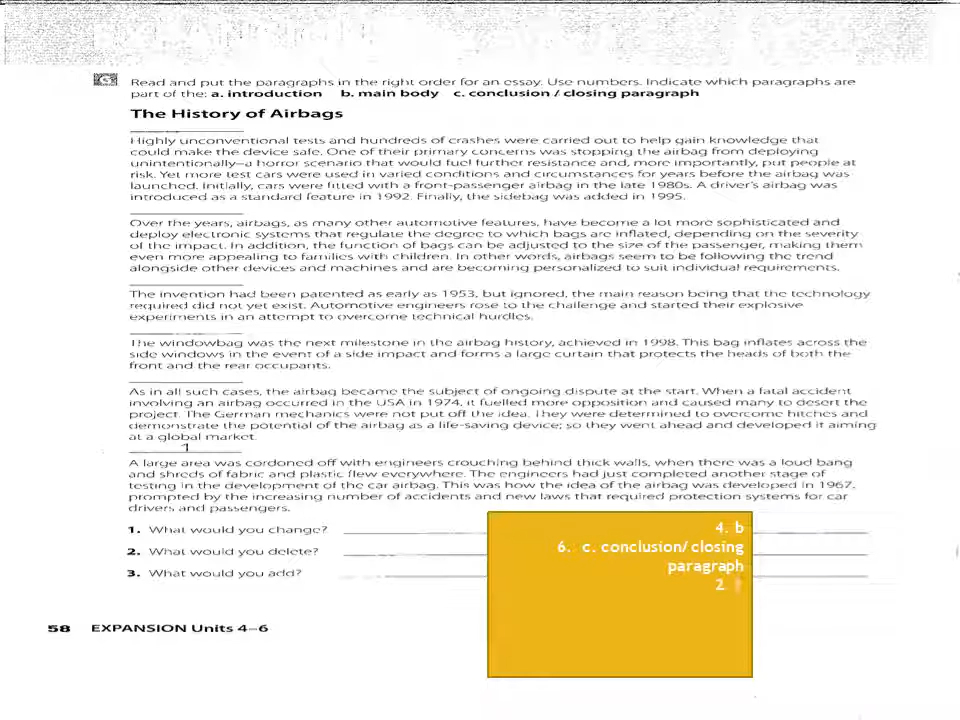 G Read and put the paragraphs in the right order for an essay. Use numbers. Indicate which paragraphs are
part of the: a. introduction b. main body c. conclusion / closing paragraph
The History of Airbags
Highly unconventional tests and hundreds of crashes were carried out to help gain knowledge that
could make the device safe. One of their primary concerns was stopping the airbag from deploying
unintentionally—a horror scenario that would fuel further resistance and, more importantly, put people at
risk. Yet more test cars were used in varied conditions and circumstances for years before the airbag was
launched. Initially, cars were fitted with a front-passenger airbag in the late 1980s. A driver's airbag was
introduced as a standard feature in 1992. Finally, the sidebag was added in 1995.
Over the years, airbags, as many other automotive features, have become a lot more sophisticated and
deploy electronic systems that regulate the degree to which bags are inflated, depending on the severity
of the impact. In addition, the function of bags can be adjusted to the size of the passenger, making them
even more appealing to families with children. In other words, airbags seem to be following the trend
alongside other devices and machines and are becoming personalized to suit individual requirements.
The invention had been patented as early as 1953, but ignored, the main reason being that the technology
required did not yet exist. Automotive engineers rose to the challenge and started their explosive
experiments in an attempt to overcome technical hurdles.
The windowbag was the next milestone in the airbag history, achieved in 1998. This bag inflates across the
side windows in the event of a side impact and forms a large curtain that protects the heads of both the
front and the rear occupants.
As in all such cases, the airbag became the subject of ongoing dispute at the start. When a fatal accident
involving an airbag occurred in the USA in 1974, it fuelled more opposition and caused many to desert the
project. The German mechanics were not put off the idea. They were determined to overcome hitches and
demonstrate the potential of the airbag as a life-saving device; so they went ahead and developed it aiming
at a global market.
1
A large area was cordoned off with engineers crouching behind thick walls, when there was a loud bang
and shreds of fabric and plastic flew everywhere. The engineers had just completed another stage of
testing in the development of the car airbag. This was how the idea of the airbag was developed in 1967,
prompted by the increasing number of accidents and new laws that required protection systems for car
drivers and passengers.
1. What would you change?
2. What would you delete?
3. What would you add?
4. b
6. c. conclusion/ closing
paragraph
2
58 EXPANSION Units 4–6